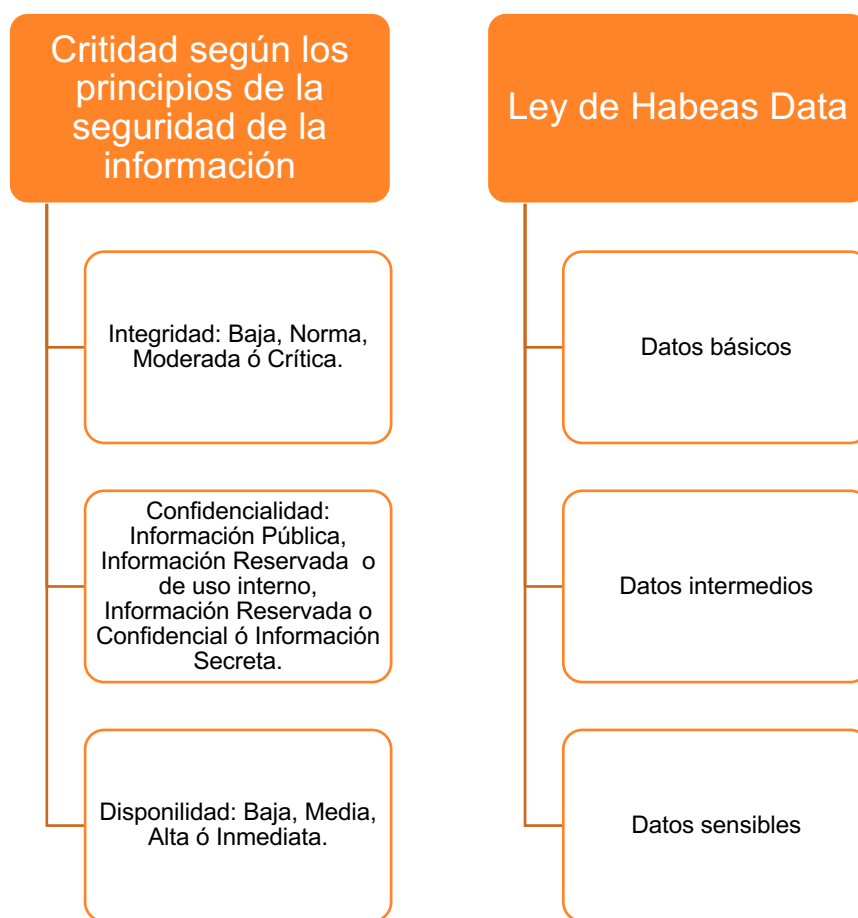 Critidad según los
principios de la
seguridad de la
información
Integridad: Baja, Norma,
Moderada ó Crítica.
Confidencialidad:
Información Pública,
Información Reservada o
de uso interno,
Información Reservada o
Confidencial ó Información
Secreta.
Disponilidad: Baja, Media,
Alta ó Inmediata.
Ley de Habeas Data
Datos básicos
Datos intermedios
Datos sensibles